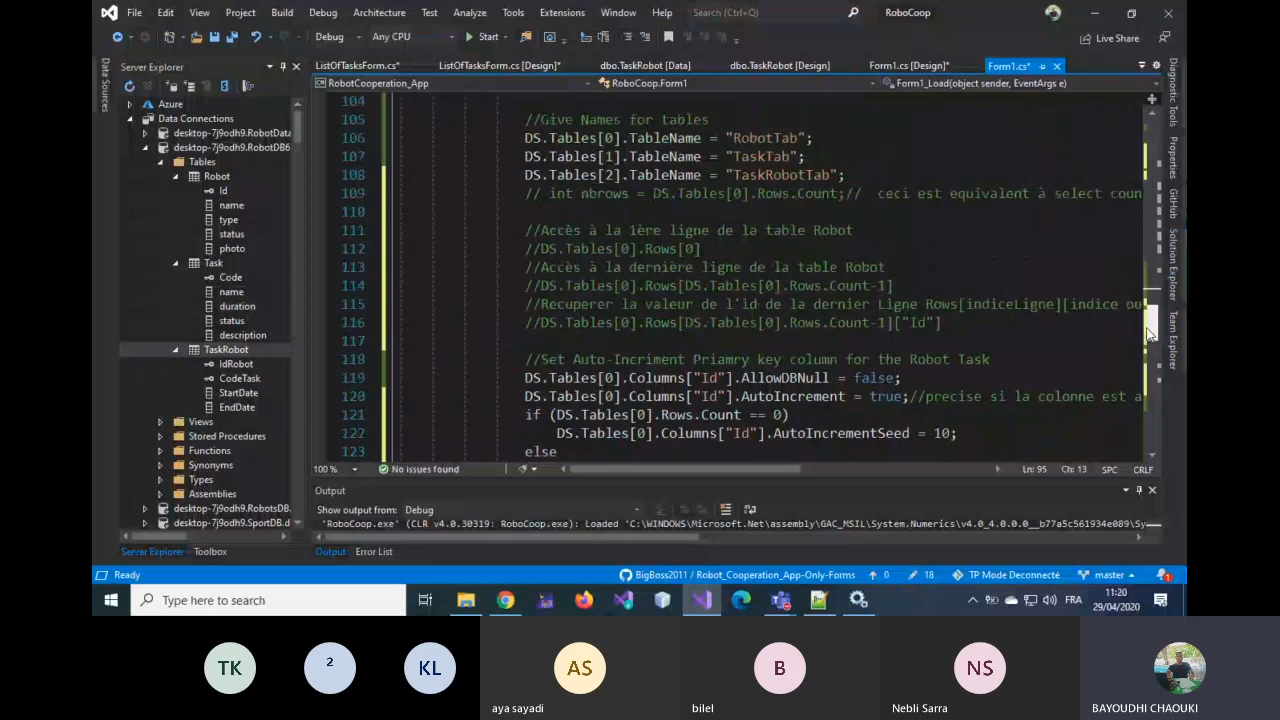 File Edit View Project Build Debug Architecture Test Analyze Tools Extensions Window Help Search (Ctrl+Q) RoboCoop
Debug Any CPU Start Live Share
Data Sources
Server Explorer
Azure
Data Connections
desktop-7j9odh9.RobotData
desktop-7j9odh9.RobotDB6
Tables
Robot
Id
name
type
status
photo
Task
Code
name
duration
status
description
TaskRobot
IdRobot
CodeTask
StartDate
EndDate
Views
Stored Procedures
Functions
Synonyms
Types
Assemblies
desktop-7j9odh9.RobotsDB.
desktop-7j9odh9.SportDB.d
Server Explorer Toolbox
ListOfTasksForm.cs* ListOfTasksForm.cs [Design]* dbo.TaskRobot [Data] dbo.TaskRobot [Design] Form1.cs [Design]* Form1.cs*
RobotCooperation_App RoboCoop.Form1 Form1_Load(object sender, EventArgs e)
104
105 //Give Names for tables
106 DS.Tables[0].TableName = "RobotTab";
107 DS.Tables[1].TableName = "TaskTab";
108 DS.Tables[2].TableName = "TaskRobotTab";
109 // int nbrows = DS.Tables[0].Rows.Count;// ceci est equivalent à select coun
110
111 //Accès à la 1ère ligne de la table Robot
112 //DS.Tables[0].Rows[0]
113 //Accès à la dernière ligne de la table Robot
114 //DS.Tables[0].Rows[DS.Tables[0].Rows.Count-1]
115 //Recuperer la valeur de l'id de la dernier Ligne Rows[indiceLigne][indice ou
116 //DS.Tables[0].Rows[DS.Tables[0].Rows.Count-1]["Id"]
117
118 //Set Auto-Incriment Priamry key column for the Robot Task
119 DS.Tables[0].Columns["Id"].AllowDBNull = false;
120 DS.Tables[0].Columns["Id"].AutoIncrement = true;//precise si la colonne est a
121 if (DS.Tables[0].Rows.Count == 0)
122 DS.Tables[0].Columns["Id"].AutoIncrementSeed = 10;
123 else
100 % No issues found Ln: 95 Ch: 13 SPC CRLF
Output
Show output from: Debug
'RoboCoop.exe' (CLR v4.0.30319: RoboCoop.exe): Loaded 'C:\WINDOWS\Microsoft.Net\assembly\GAC_MSIL\System.Numerics\v4.0_4.0.0.0__b77a5c561934e089\Sy
Output Error List
Diagnostic Tools
Properties
GitHub
Solution Explorer
Team Explorer
Ready BigBoss2011 / Robot_Cooperation_App-Only-Forms 0 18 TP Mode Deconnecté master 1
Type here to search FRA 11:20
29/04/2020
TK 2 KL AS B NS
aya sayadi bilel Nebli Sarra BAYOUDHI CHAOUKI